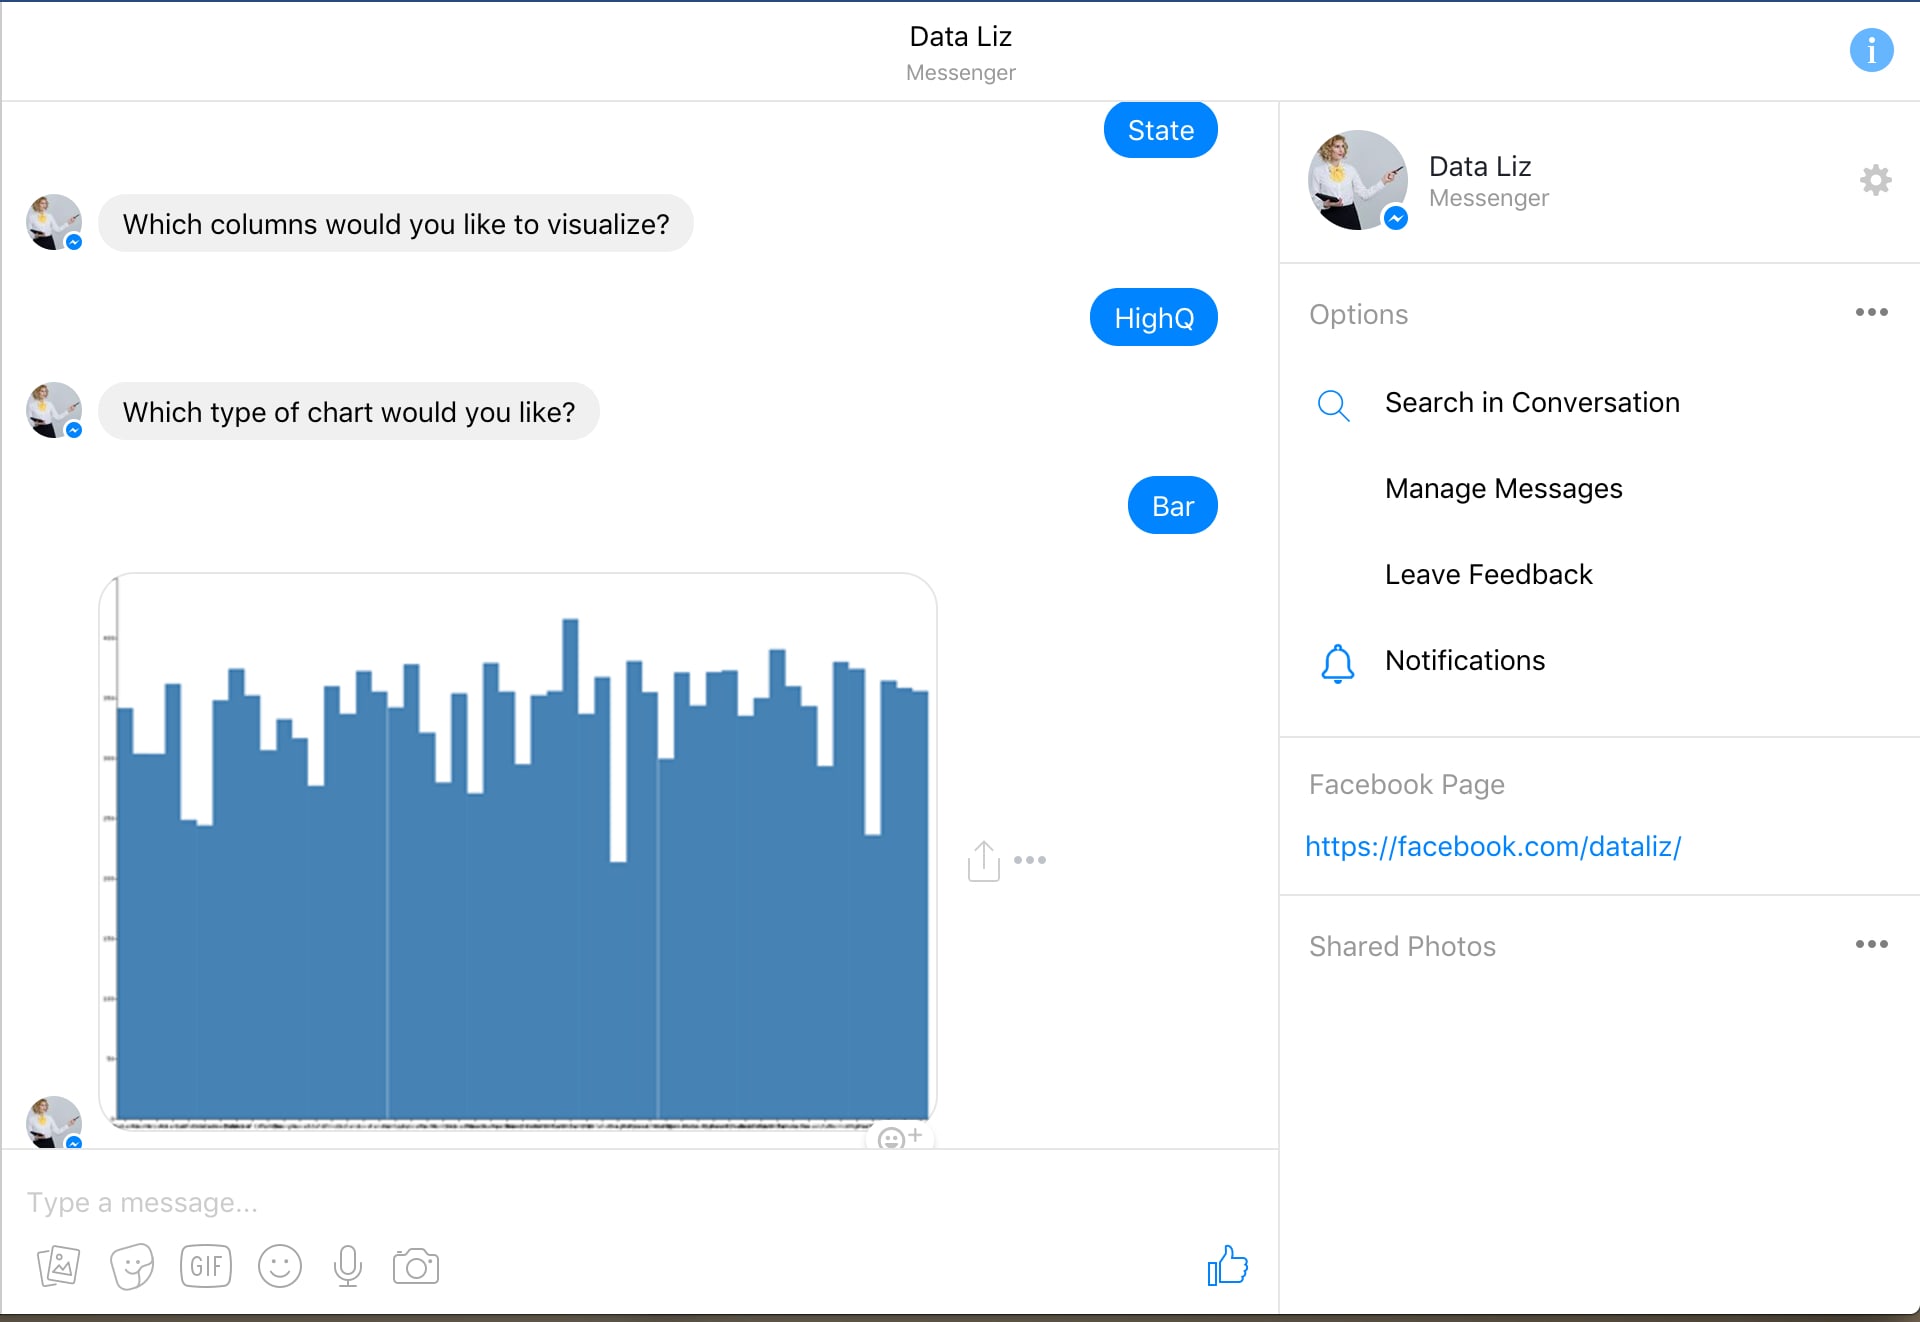 Data Liz
Messenger
State
Which columns would you like to visualize?
HighQ
Which type of chart would you like?
Bar
Type a message...
GIF
Data Liz
Messenger
Options
Search in Conversation
Manage Messages
Leave Feedback
Notifications
Facebook Page
https://facebook.com/dataliz/
Shared Photos